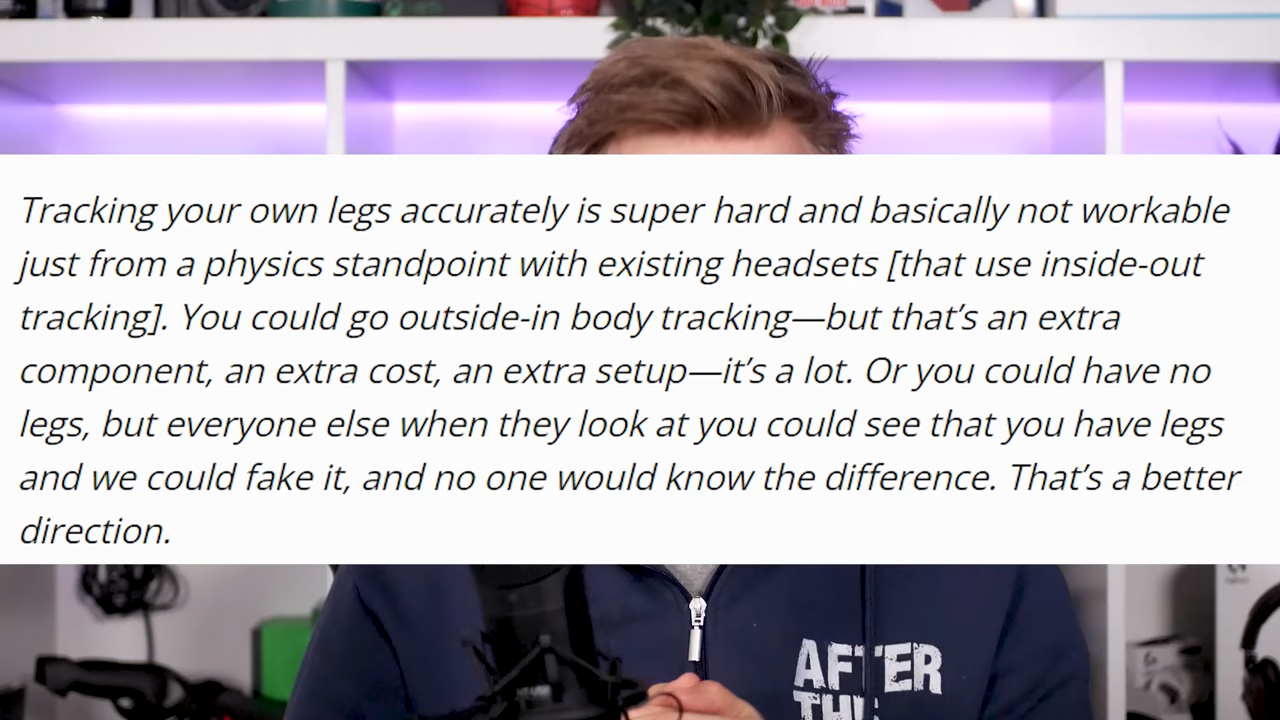 Tracking your own legs accurately is super hard and basically not workable
just from a physics standpoint with existing headsets [that use inside-out
tracking]. You could go outside-in body tracking—but that’s an extra
component, an extra cost, an extra setup—it’s a lot. Or you could have no
legs, but everyone else when they look at you could see that you have legs
and we could fake it, and no one would know the difference. That’s a better
direction.
AFTER